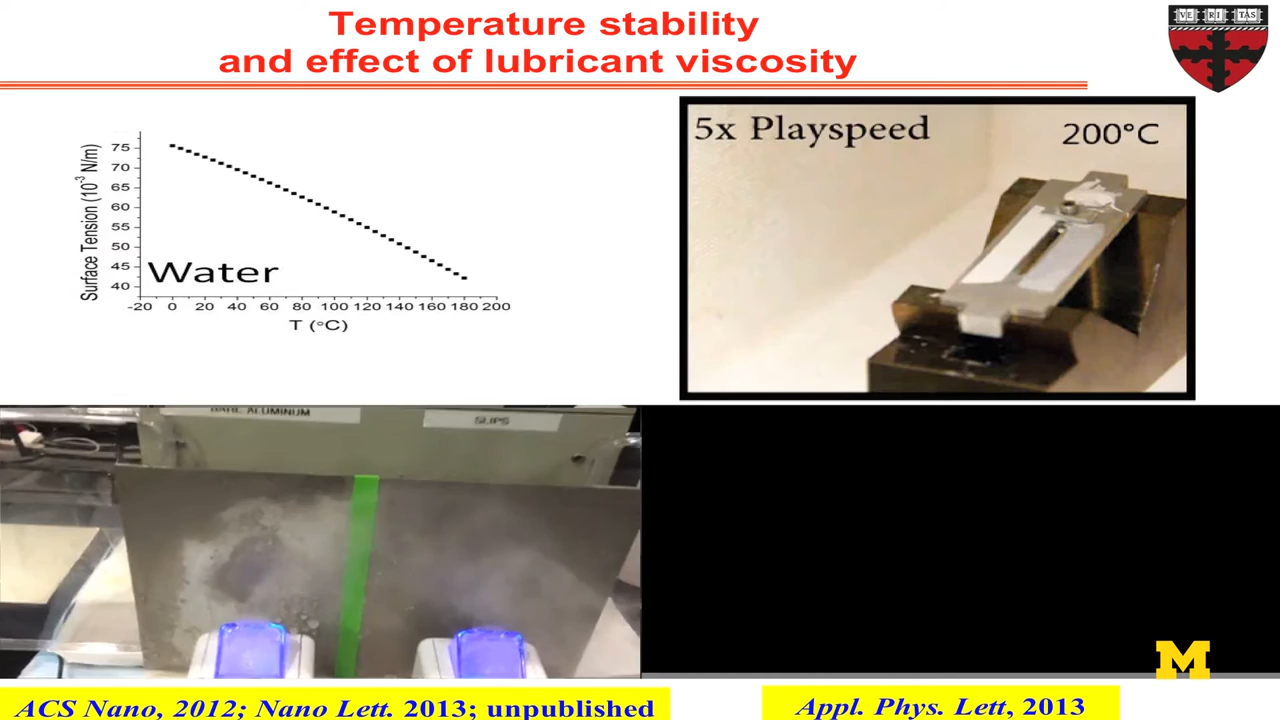 Temperature stability
and effect of lubricant viscosity
VE RI TAS
5x Playspeed
200°C
Surface Tension (10⁻³ N/m)
75
70
65
60
55
50
45
40
Water
-20 0 20 40 60 80 100 120 140 160 180 200
T (°C)
BARE ALUMINUM
SLIPS
M
ACS Nano, 2012; Nano Lett. 2013; unpublished
Appl. Phys. Lett, 2013